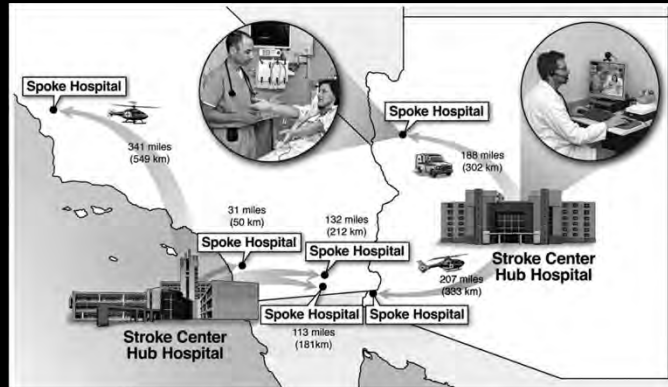 Spoke Hospital
341 miles
(549 km)
Spoke Hospital
188 miles
(302 km)
31 miles
(50 km)
132 miles
(212 km)
Spoke Hospital
Spoke Hospital
Stroke Center
Hub Hospital
207 miles
(333 km)
Spoke Hospital
Spoke Hospital
113 miles
(181km)
Stroke Center
Hub Hospital